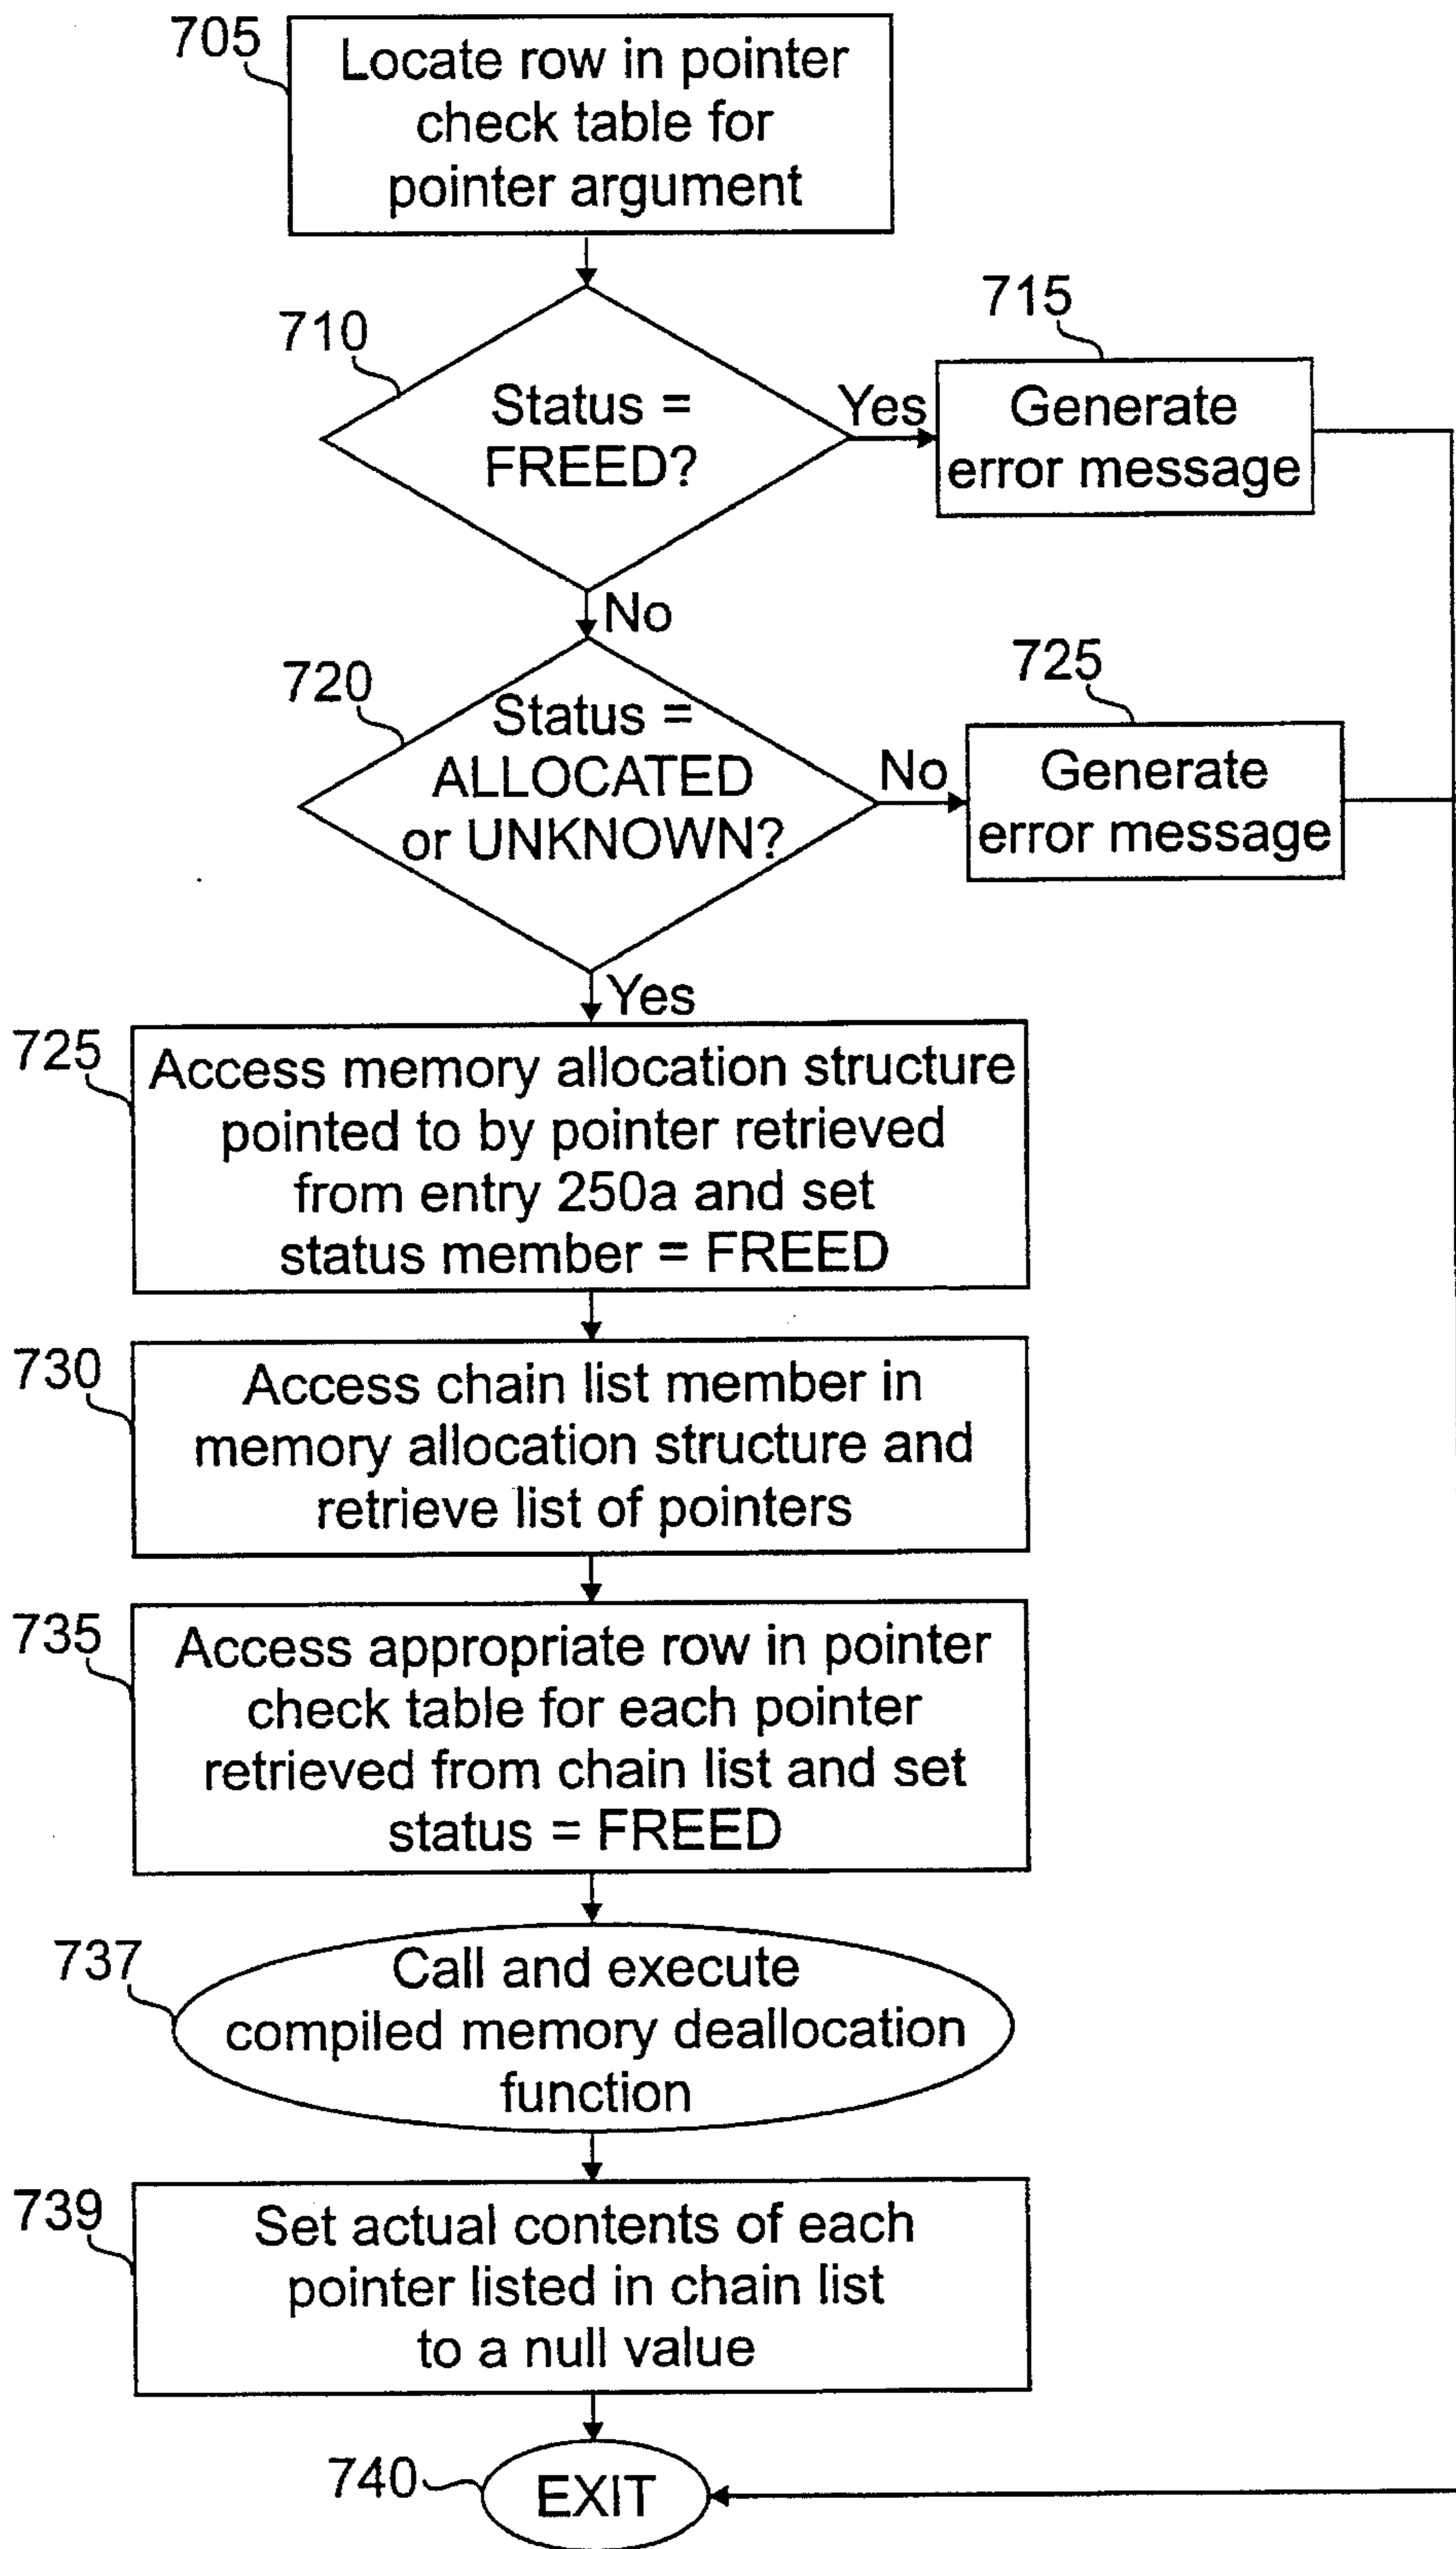 705
Locate row in pointer
check table for
pointer argument
710
Status =
FREED?
Yes
715
Generate
error message
No
720
Status =
ALLOCATED
or UNKNOWN?
No
725
Generate
error message
Yes
725
Access memory allocation structure
pointed to by pointer retrieved
from entry 250a and set
status member = FREED
730
Access chain list member in
memory allocation structure and
retrieve list of pointers
735
Access appropriate row in pointer
check table for each pointer
retrieved from chain list and set
status = FREED
737
Call and execute
compiled memory deallocation
function
739
Set actual contents of each
pointer listed in chain list
to a null value
740
EXIT